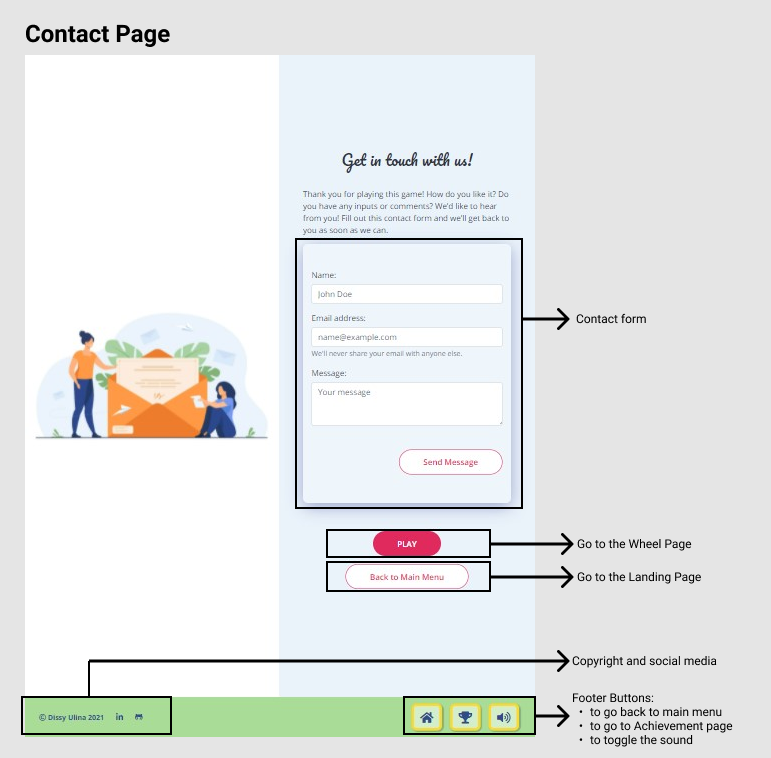 Contact Page
Get in touch with us!
Thank you for playing this game! How do you like it? Do
you have any inputs or comments? We'd like to hear
from you! Fill out this contact form and we'll get back to
you as soon as we can.
Name:
John Doe
Email address:
name@example.com
We'll never share your email with anyone else.
Message:
Your message
Send Message
Contact form
PLAY
Go to the Wheel Page
Back to Main Menu
Go to the Landing Page
Copyright and social media
© Dissy Ulina 2021
in
Footer Buttons:
• to go back to main menu
• to go to Achievement page
• to toggle the sound